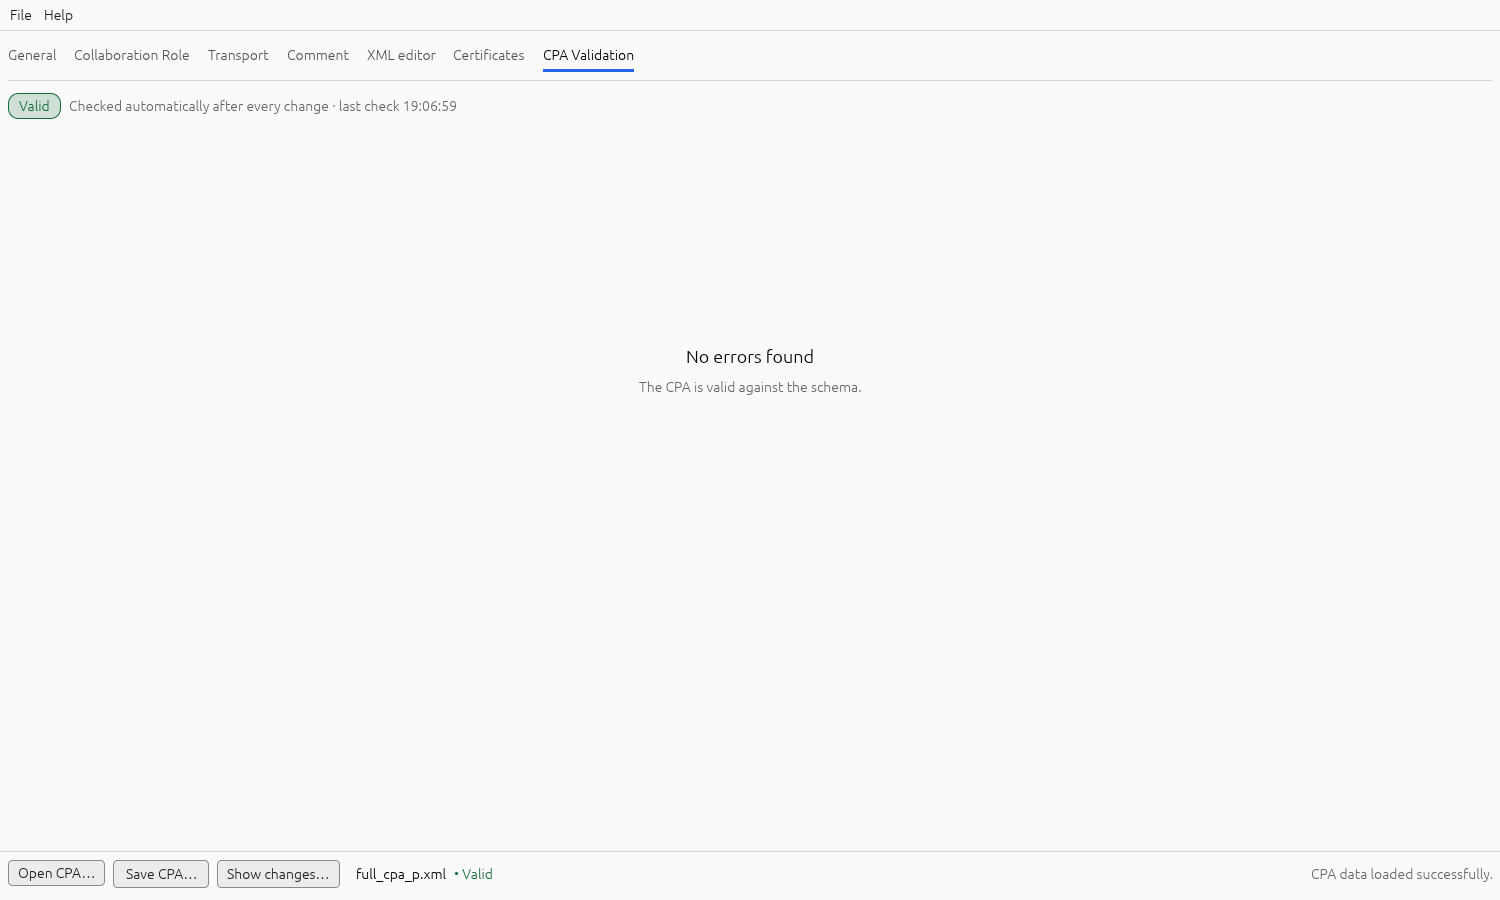 File Help
General Collaboration Role Transport Comment XML editor Certificates CPA Validation
Valid Checked automatically after every change · last check 19:06:59
No errors found
The CPA is valid against the schema.
Open CPA... Save CPA... Show changes... full_cpa_p.xml • Valid CPA data loaded successfully.